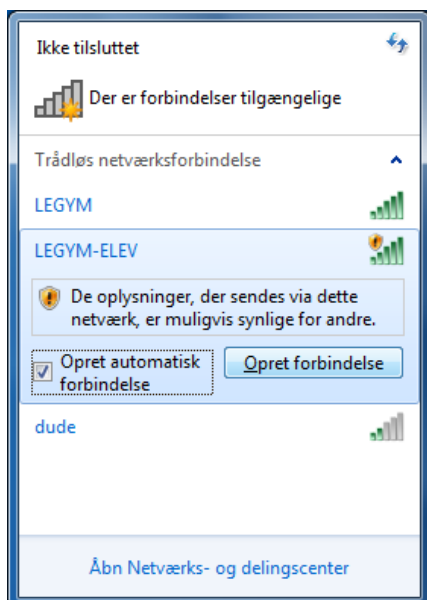 Ikke tilsluttet
Der er forbindelser tilgængelige
Trådløs netværksforbindelse
LEGYM
LEGYM-ELEV
De oplysninger, der sendes via dette
netværk, er muligvis synlige for andre.
Opret automatisk
forbindelse
Opret forbindelse
dude
Åbn Netværks- og delingscenter